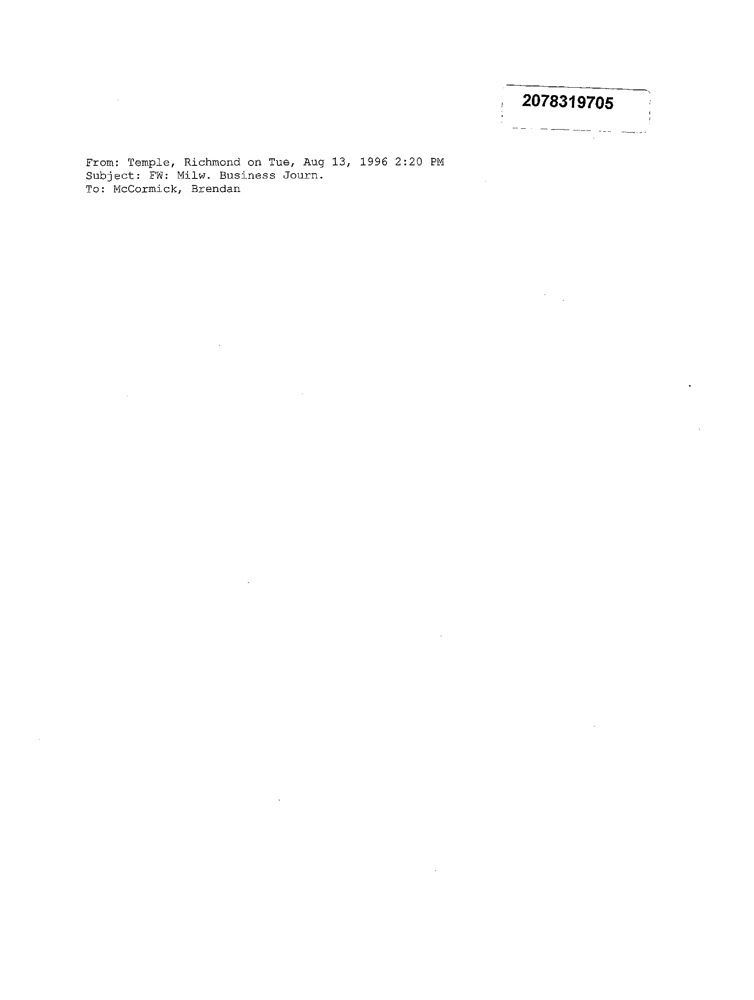 2078319705
From: Temple, Richmond on Tue, Aug 13, 1996 2:20 PM
Subject: FW: Milw. Business Journ.
To: McCormick, Brendan